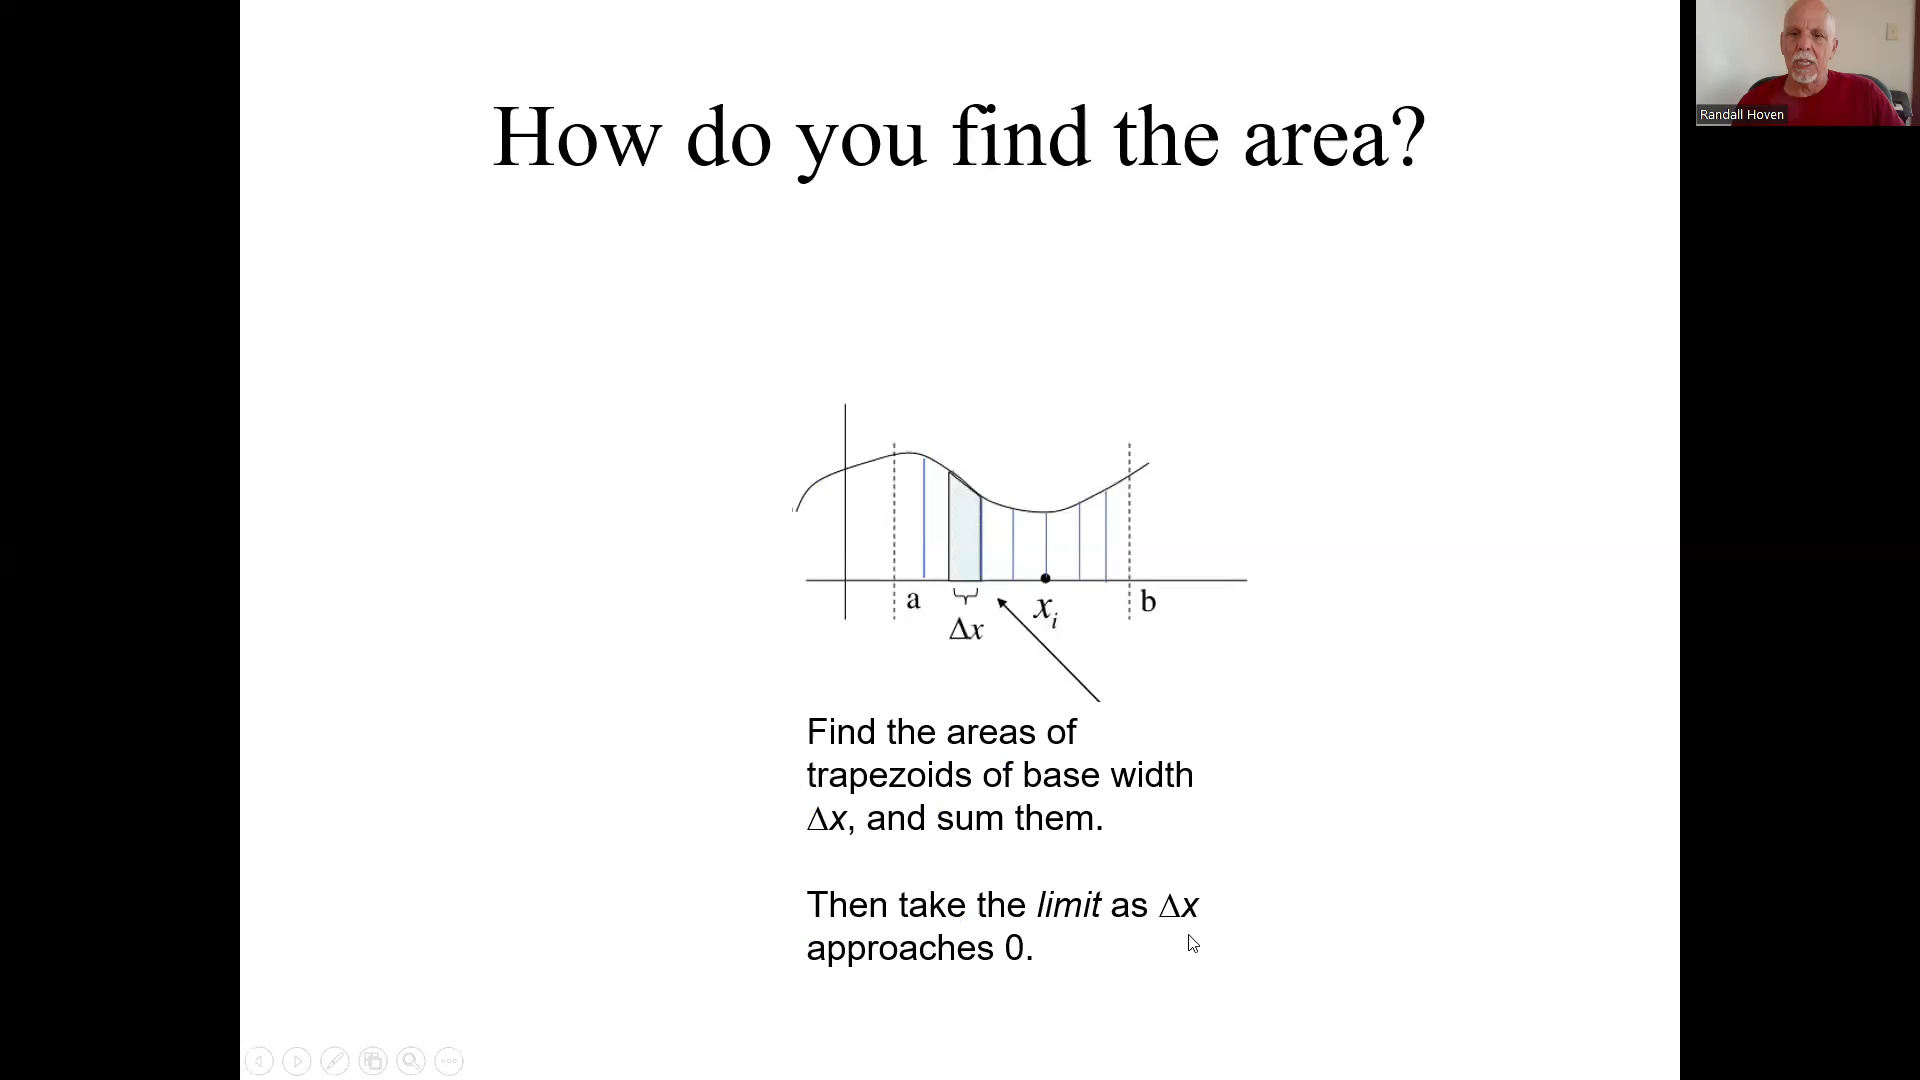 How do you find the area?
Randall Hoven
a
Δx
x_i
b
Find the areas of
trapezoids of base width
Δx, and sum them.
Then take the limit as Δx
approaches 0.